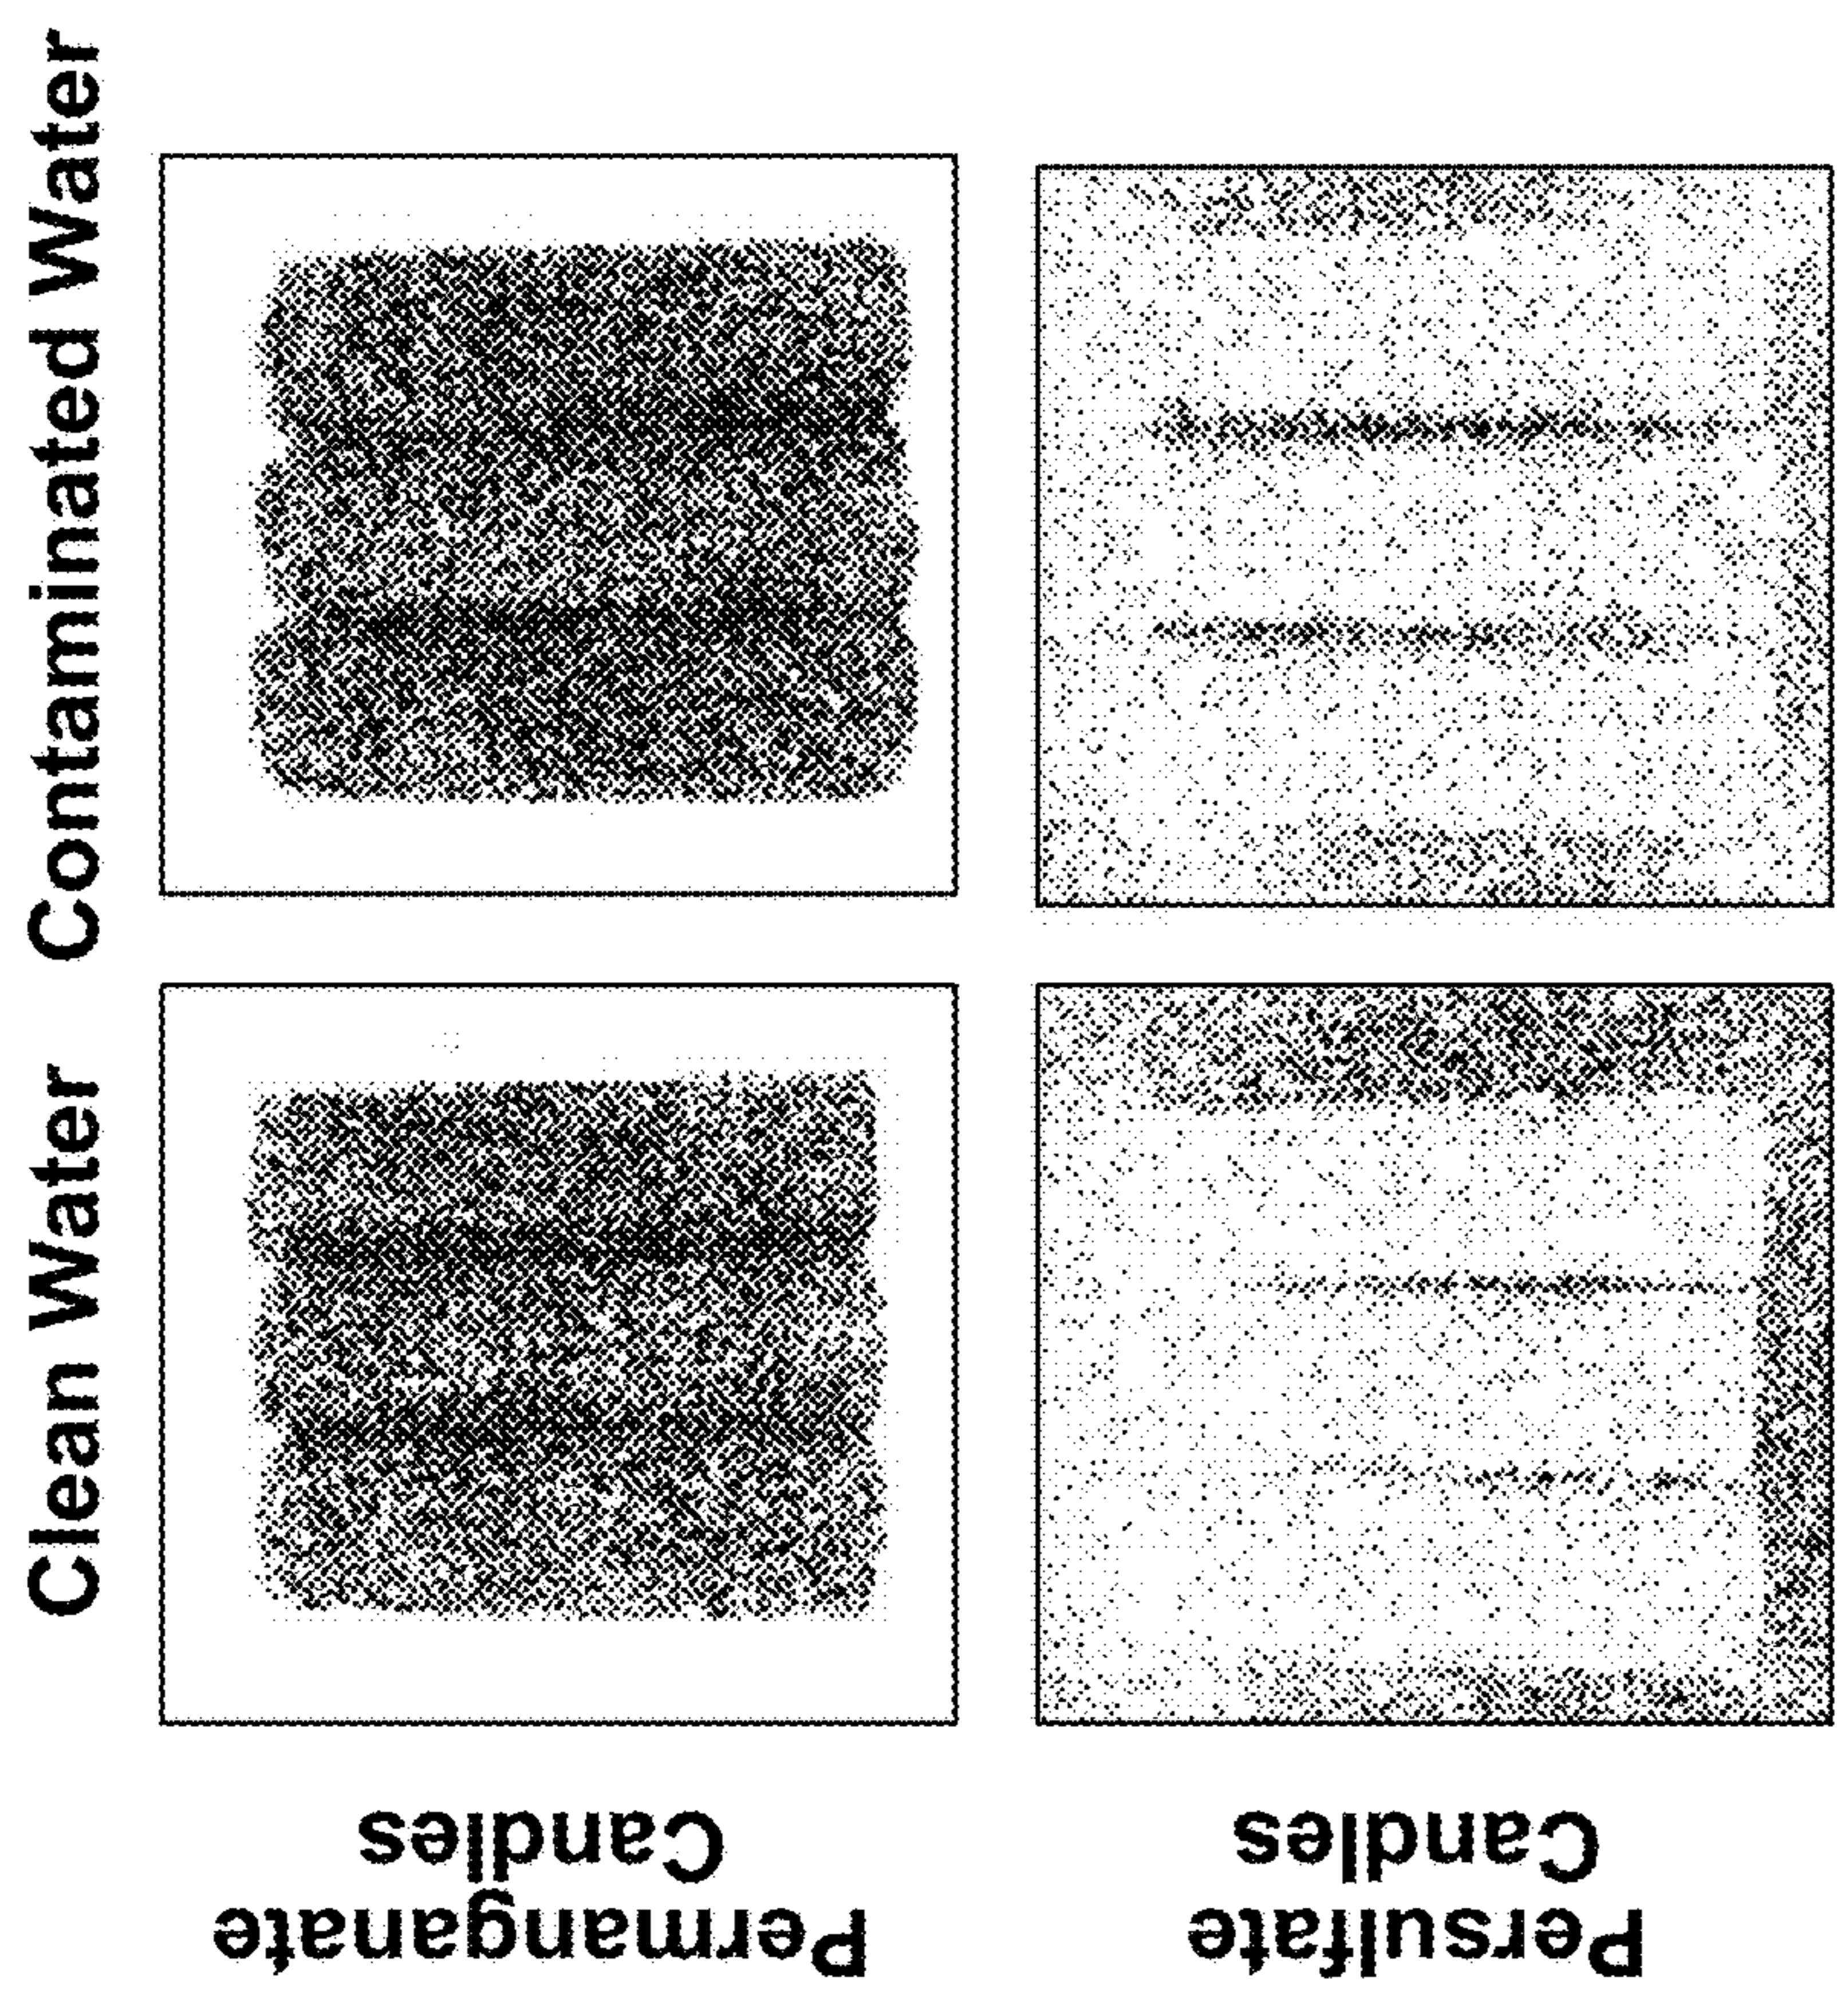 Clean Water
Contaminated Water
Permanganate
Candles
Persulfate
Candles